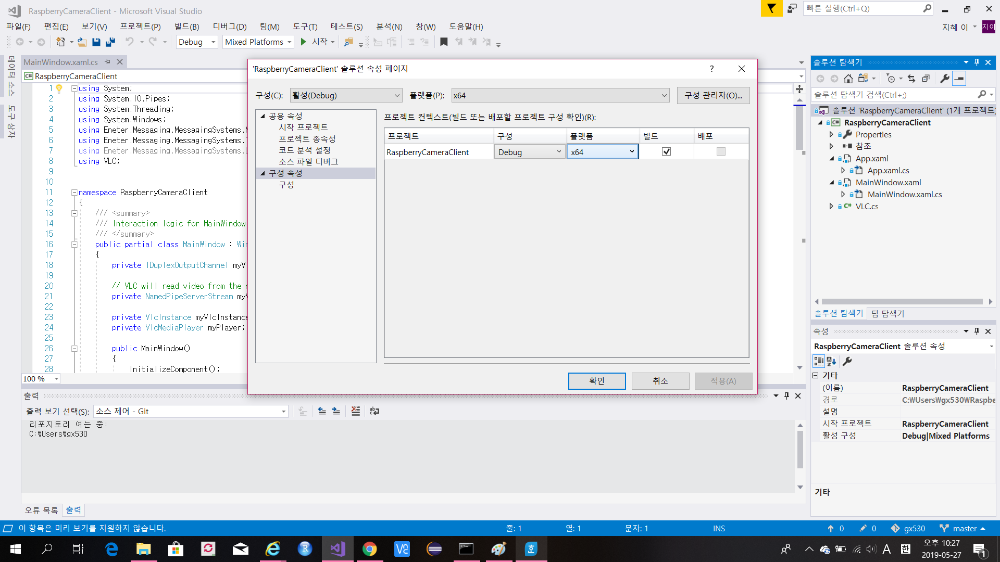 RaspberryCameraClient - Microsoft Visual Studio
빠른 실행(Ctrl+Q)
파일(F) 편집(E) 보기(V) 프로젝트(P) 빌드(B) 디버그(D) 팀(M) 도구(T) 테스트(S) 분석(N) 창(W) 도움말(H)
지혜 이 지이
Debug Mixed Platforms 시작
데이터 소스
도구 상자
MainWindow.xaml.cs
RaspberryCameraClient
1 using System;
2 using System.IO.Pipes;
3 using System.Threading;
4 using System.Windows;
5 using Eneter.Messaging.MessagingSystems.
6 using Eneter.Messaging.MessagingSystems.
7 using Eneter.Messaging.MessagingSystems.
8 using VLC;
9
10
11 namespace RaspberryCameraClient
12 {
13 /// <summary>
14 /// Interaction logic for MainWindow
15 /// </summary>
16 public partial class MainWindow : Win
17 {
18 private IDuplexOutputChannel myV
19
20 // VLC will read video from the n
21 private NamedPipeServerStream myV
22
23 private VlcInstance myVlcInstance
24 private VlcMediaPlayer myPlayer;
25
26 public MainWindow()
27 {
28 InitializeComponent();
100 %
'RaspberryCameraClient' 솔루션 속성 페이지
?
구성(C): 활성(Debug) 플랫폼(P): x64 구성 관리자(O)...
공용 속성
시작 프로젝트
프로젝트 종속성
코드 분석 설정
소스 파일 디버그
구성 속성
구성
프로젝트 컨텍스트(빌드 또는 배포할 프로젝트 구성 확인)(R):
프로젝트 구성 플랫폼 빌드 배포
RaspberryCameraClient Debug x64
확인 취소 적용(A)
출력
출력 보기 선택(S): 소스 제어 - Git
리포지토리 여는 중:
C:₩Users₩gx530
오류 목록 출력
솔루션 탐색기
솔루션 탐색기 검색(Ctrl+;)
솔루션 'RaspberryCameraClient' (1개 프로젝트)
RaspberryCameraClient
Properties
참조
App.xaml
App.xaml.cs
MainWindow.xaml
MainWindow.xaml.cs
VLC.cs
솔루션 탐색기 팀 탐색기
속성
RaspberryCameraClient 솔루션 속성
기타
(이름) RaspberryCameraClient
경로 C:₩Users₩gx530₩Raspbe
설명
시작 프로젝트 RaspberryCameraClient
활성 구성 Debug|Mixed Platforms
기타
이 항목은 미리 보기를 지원하지 않습니다. 줄: 1 열: 1 문자: 1 INS 0 0 gx530 master
A 한 오후 10:27
2019-05-27
1